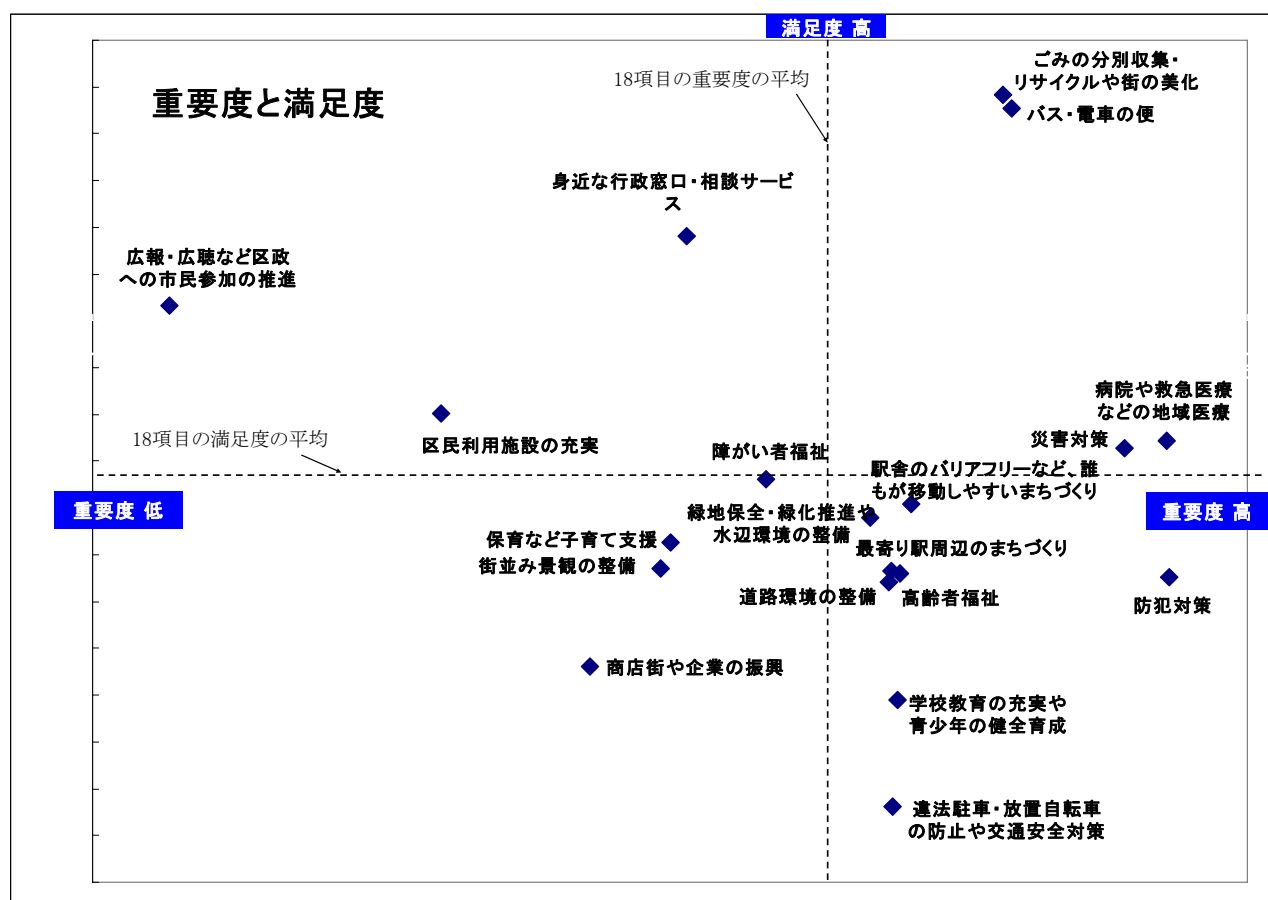 満足度 高
ごみの分別収集・
リサイクルや街の美化
18項目の重要度の平均
重要度と満足度
バス・電車の便
身近な行政窓口・相談サービ
ス
広報・広聴など区政
への市民参加の推進
病院や救急医療
などの地域医療
災害対策
18項目の満足度の平均
区民利用施設の充実
障がい者福祉
駅舎のバリアフリーなど、誰
もが移動しやすいまちづくり
重要度 低
重要度 高
緑地保全・緑化推進や
水辺環境の整備
保育など子育て支援
最寄り駅周辺のまちづくり
街並み景観の整備
道路環境の整備
高齢者福祉
防犯対策
商店街や企業の振興
学校教育の充実や
青少年の健全育成
違法駐車・放置自転車
の防止や交通安全対策